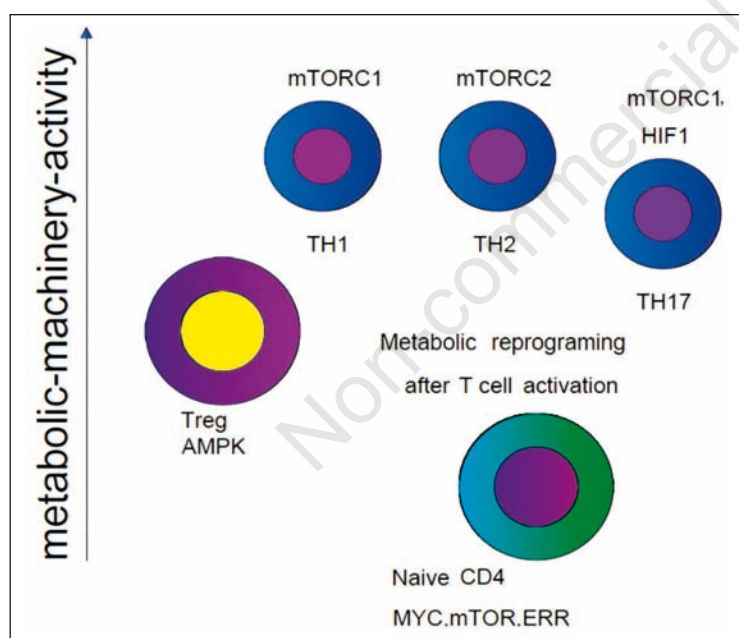 metabolic-machinery-activity
mTORC1
mTORC2
mTORC1,
HIF1
TH1
TH2
TH17
Metabolic reprograming
after T cell activation
Treg
AMPK
Naive CD4
MYC.mTOR.ERR
Non-commercial